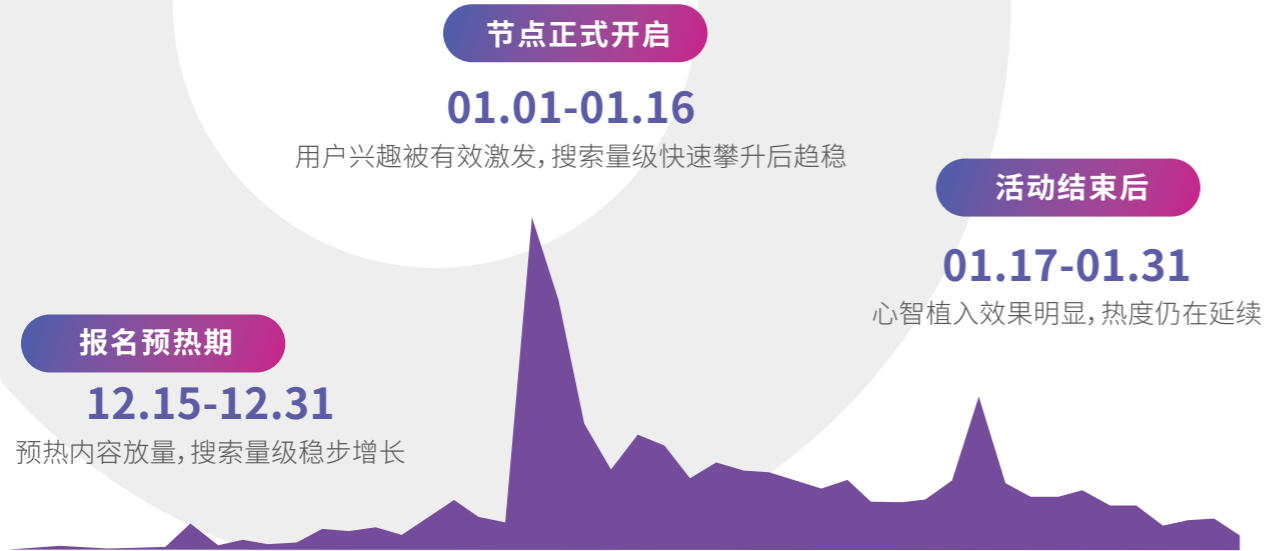 节点正式开启
01.01-01.16
用户兴趣被有效激发，搜索量级快速攀升后趋稳
活动结束后
01.17-01.31
心智植入效果明显，热度仍在延续
报名预热期
12.15-12.31
预热内容放量，搜索量级稳步增长